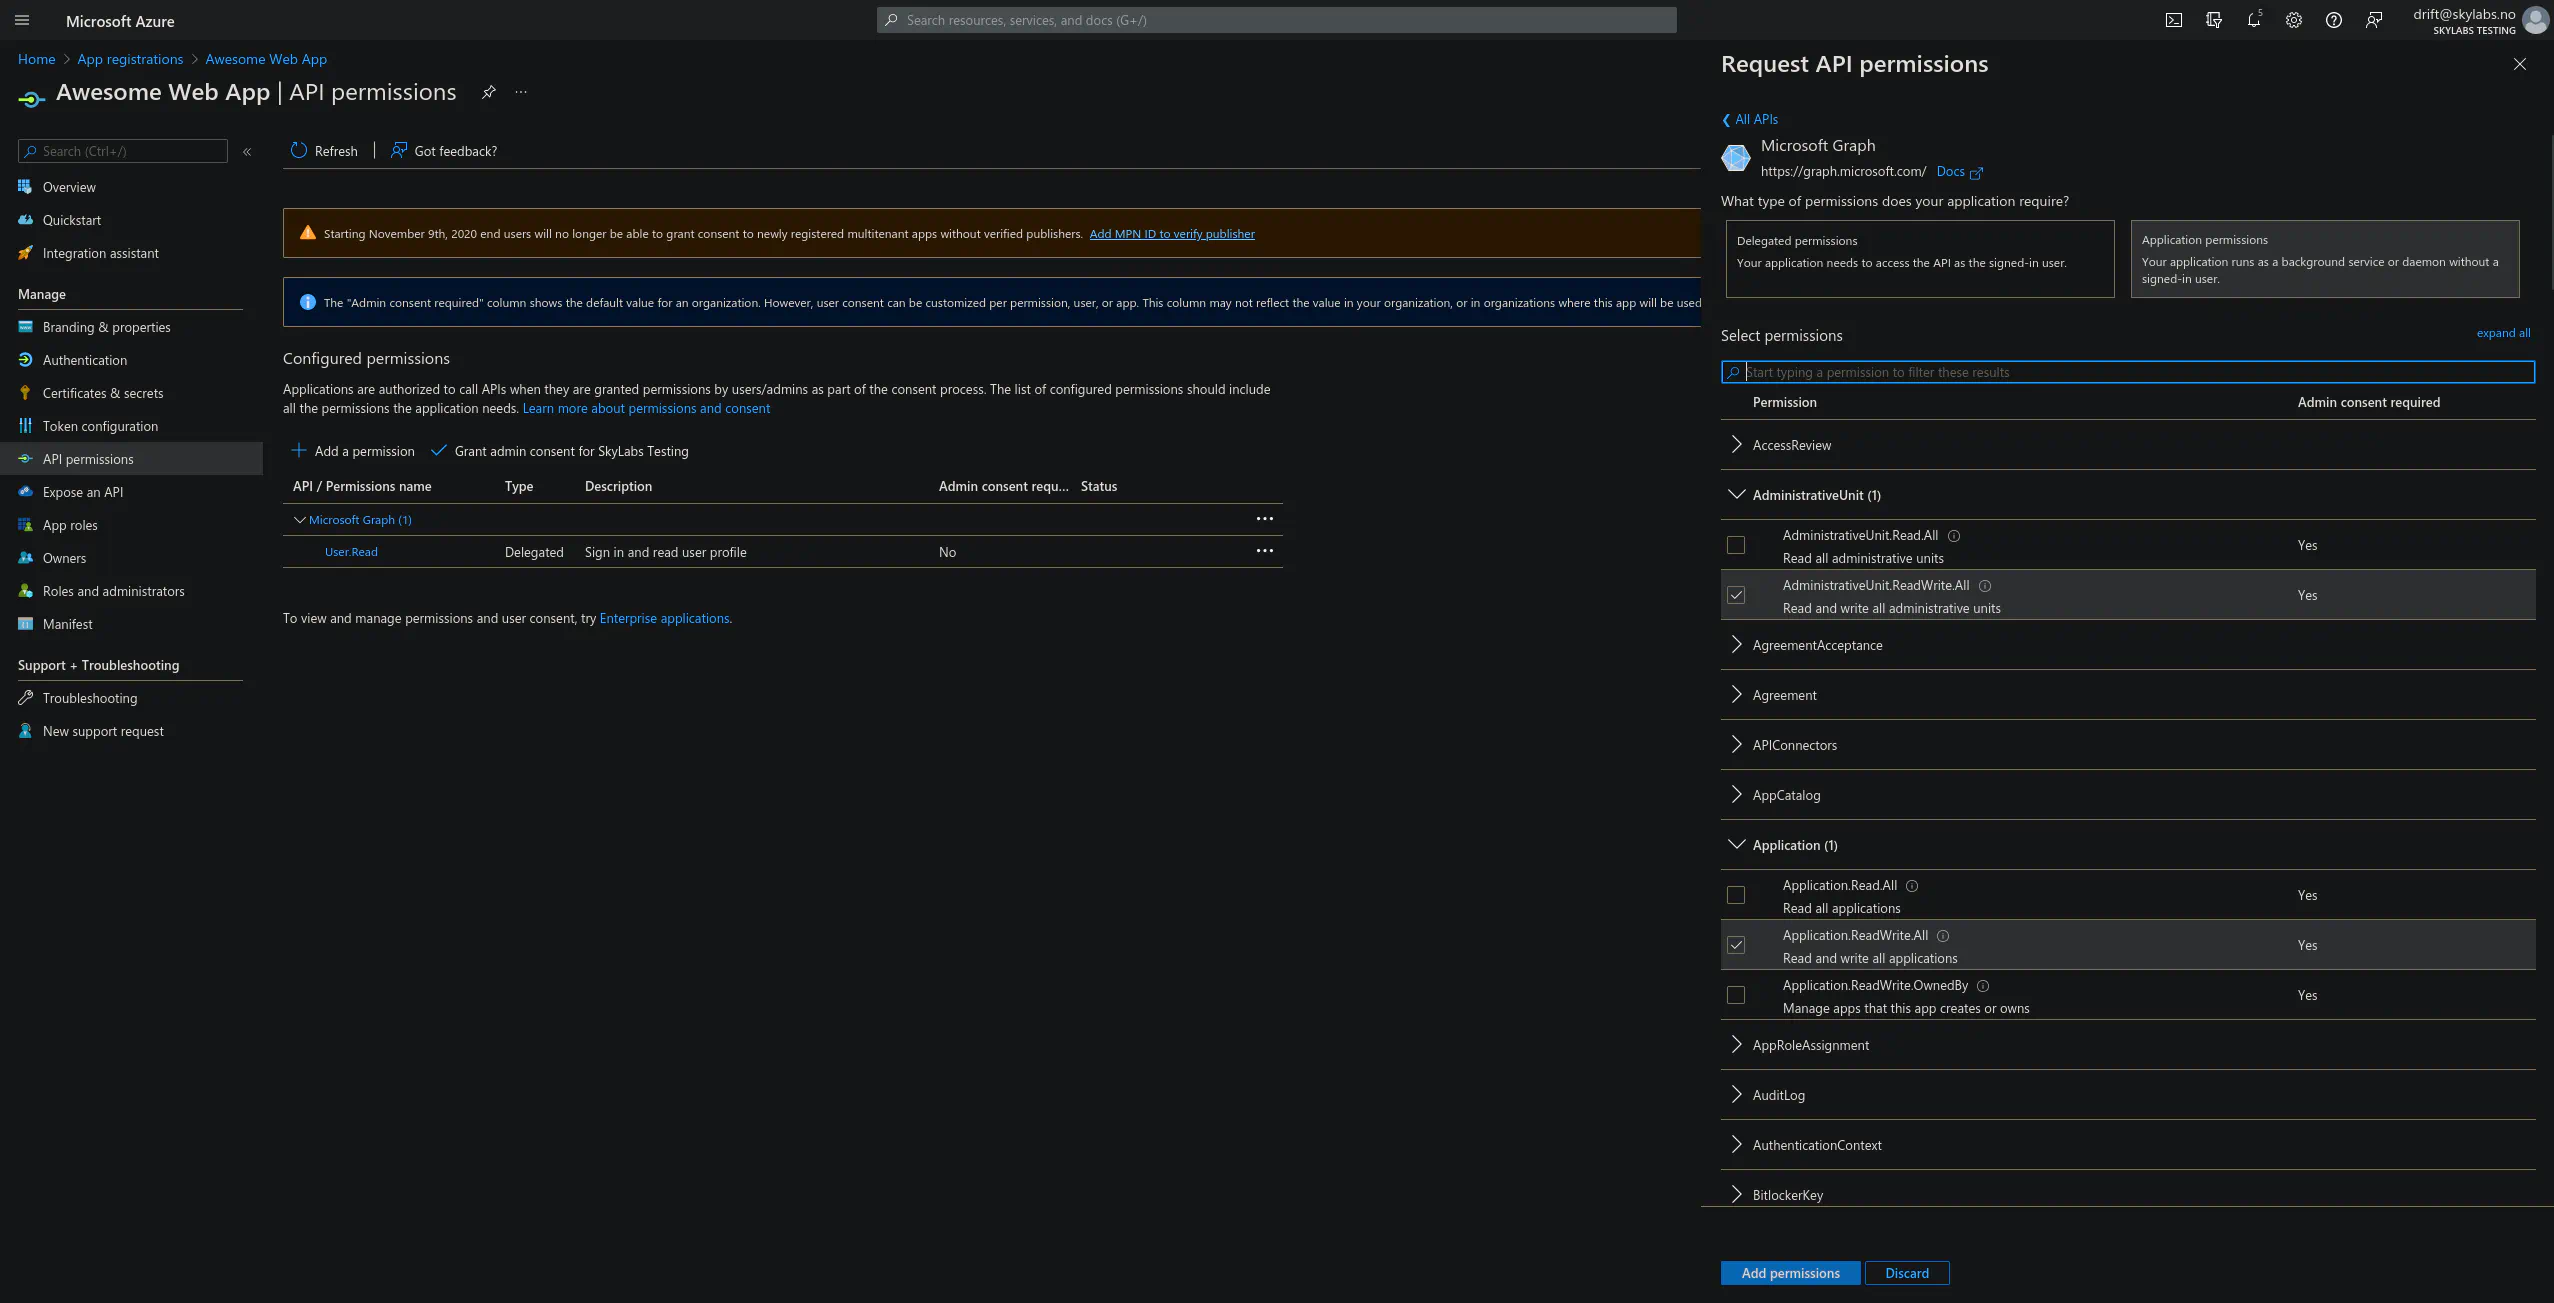 Microsoft Azure
Search resources, services, and docs (G+/)
5
drift@skylabs.no
SKYLABS TESTING
Home > App registrations > Awesome Web App
Awesome Web App | API permissions
Search (Ctrl+/)
Overview
Quickstart
Integration assistant
Manage
Branding & properties
Authentication
Certificates & secrets
Token configuration
API permissions
Expose an API
App roles
Owners
Roles and administrators
Manifest
Support + Troubleshooting
Troubleshooting
New support request
Refresh
Got feedback?
Starting November 9th, 2020 end users will no longer be able to grant consent to newly registered multitenant apps without verified publishers. Add MPN ID to verify publisher
The "Admin consent required" column shows the default value for an organization. However, user consent can be customized per permission, user, or app. This column may not reflect the value in your organization, or in organizations where this app will be used
Configured permissions
Applications are authorized to call APIs when they are granted permissions by users/admins as part of the consent process. The list of configured permissions should include
all the permissions the application needs. Learn more about permissions and consent
Add a permission
Grant admin consent for SkyLabs Testing
API / Permissions name Type Description Admin consent requ... Status
Microsoft Graph (1)
User.Read Delegated Sign in and read user profile No
To view and manage permissions and user consent, try Enterprise applications.
Request API permissions
All APIs
Microsoft Graph
https://graph.microsoft.com/ Docs
What type of permissions does your application require?
Delegated permissions
Your application needs to access the API as the signed-in user.
Application permissions
Your application runs as a background service or daemon without a
signed-in user.
Select permissions
expand all
Start typing a permission to filter these results
Permission Admin consent required
AccessReview
AdministrativeUnit (1)
AdministrativeUnit.Read.All
Read all administrative units
Yes
AdministrativeUnit.ReadWrite.All
Read and write all administrative units
Yes
AgreementAcceptance
Agreement
APIConnectors
AppCatalog
Application (1)
Application.Read.All
Read all applications
Yes
Application.ReadWrite.All
Read and write all applications
Yes
Application.ReadWrite.OwnedBy
Manage apps that this app creates or owns
Yes
AppRoleAssignment
AuditLog
AuthenticationContext
BitlockerKey
Add permissions
Discard